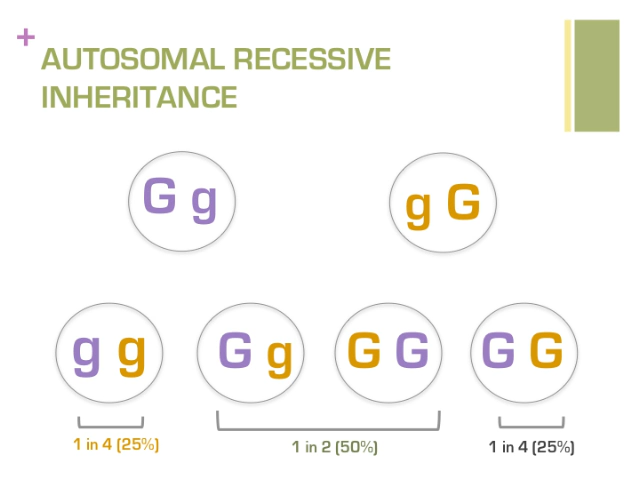 +
AUTOSOMAL RECESSIVE
INHERITANCE
G g
g G
g g
G g
G G
G G
1 in 4 (25%)
1 in 2 (50%)
1 in 4 (25%)